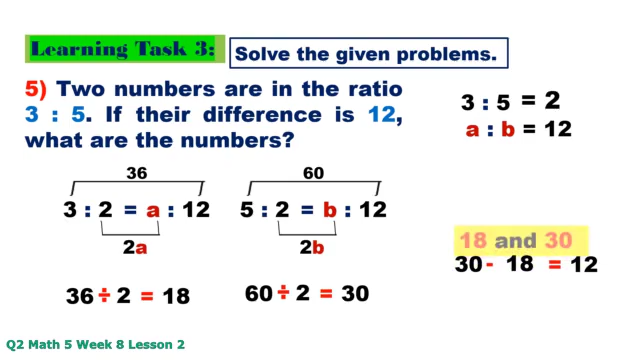 Learning Task 3:
Solve the given problems.
5) Two numbers are in the ratio
3 : 5. If their difference is 12,
what are the numbers?
3 : 5 = 2
a : b = 12
36
3 : 2 = a : 12
2a
36 ÷ 2 = 18
60
5 : 2 = b : 12
2b
60 ÷ 2 = 30
18 and 30
30 - 18 = 12
Q2 Math 5 Week 8 Lesson 2